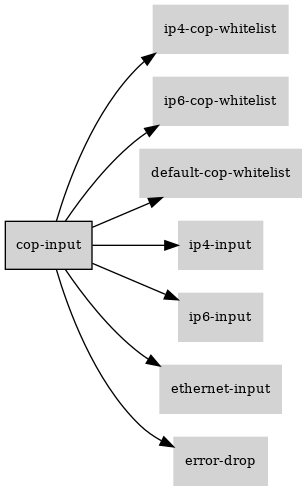 ip4-cop-whitelist
ip6-cop-whitelist
default-cop-whitelist
cop-input
ip4-input
ip6-input
ethernet-input
error-drop